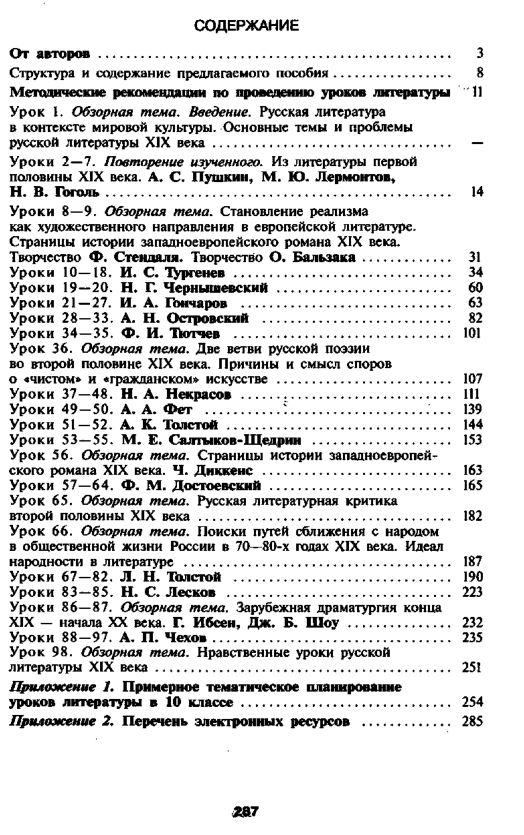 СОДЕРЖАНИЕ
От авторов ........................................ 3
Структура и содержание предлагаемого пособия ................ 8
Методические рекомендации по проведению уроков литературы 11
Урок 1. Обзорная тема. Введение. Русская литература
в контексте мировой культуры. Основные темы и проблемы
русской литературы XIX века ........................ —
Уроки 2—7. Повторение изученного. Из литературы первой
половины XIX века. А. С. Пушкин, М. Ю. Лермонтов,
Н. В. Гоголь ........................................ 14
Уроки 8—9. Обзорная тема. Становление реализма
как художественного направления в европейской литературе.
Страницы истории западноевропейского романа XIX века.
Творчество Ф. Стендаля. Творчество О. Бальзака ............ 31
Уроки 10—18. И. С. Тургенев ........................ 34
Уроки 19—20. Н. Г. Чернышевский ........................ 60
Уроки 21—27. И. А. Гончаров ........................ 63
Уроки 28—33. А. Н. Островский ........................ 82
Уроки 34—35. Ф. И. Тютчев ........................ 101
Урок 36. Обзорная тема. Две ветви русской поэзии
во второй половине XIX века. Причины и смысл споров
о «чистом» и «гражданском» искусстве ........................ 107
Уроки 37—48. Н. А. Некрасов ........................ 111
Уроки 49—50. А. А. Фет ........................ 139
Уроки 51—52. А. К. Толстой ........................ 144
Уроки 53—55. М. Е. Салтыков-Щедрин ........................ 153
Урок 56. Обзорная тема. Страницы истории западноевропей-
ского романа XIX века. Ч. Диккенс ........................ 163
Уроки 57—64. Ф. М. Достоевский ........................ 165
Урок 65. Обзорная тема. Русская литературная критика
второй половины XIX века ........................ 182
Урок 66. Обзорная тема. Поиски путей сближения с народом
в общественной жизни России в 70—80-х годах XIX века. Идеал
народности в литературе ........................ 187
Уроки 67—82. Л. Н. Толстой ........................ 190
Уроки 83—85. Н. С. Лесков ........................ 223
Уроки 86—87. Обзорная тема. Зарубежная драматургия конца
XIX — начала XX века. Г. Ибсен, Дж. Б. Шоу ............ 232
Уроки 88—97. А. П. Чехов ........................ 235
Урок 98. Обзорная тема. Нравственные уроки русской
литературы XIX века ........................ 251
Приложение 1. Примерное тематическое планирование
уроков литературы в 10 классе ........................ 254
Приложение 2. Перечень электронных ресурсов ............ 285
287